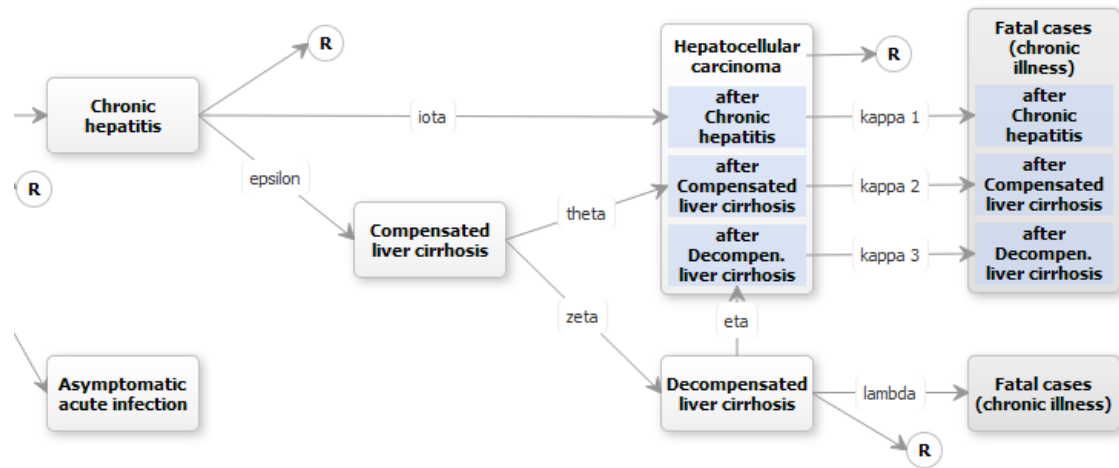 R
Chronic
hepatitis
R
iota
epsilon
Compensated
liver cirrhosis
theta
zeta
Hepatocellular
carcinoma
after
Chronic
hepatitis
after
Compensated
liver cirrhosis
after
Decompen.
liver cirrhosis
R
kappa 1
kappa 2
kappa 3
Fatal cases
(chronic
illness)
after
Chronic
hepatitis
after
Compensated
liver cirrhosis
after
Decompen.
liver cirrhosis
eta
Asymptomatic
acute infection
Decompensated
liver cirrhosis
lambda
Fatal cases
(chronic illness)
R